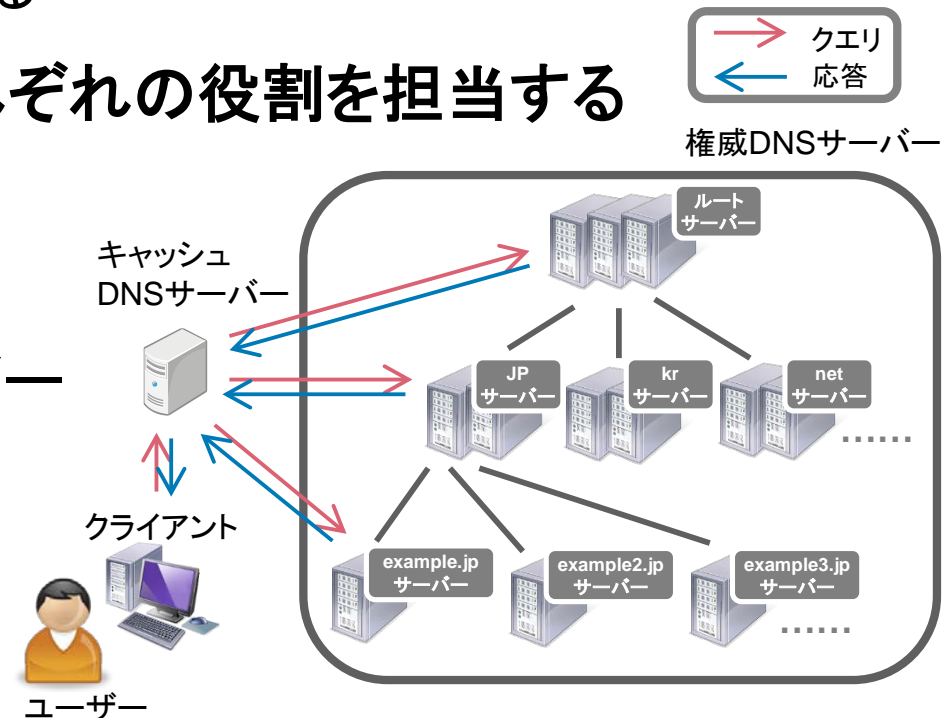 る
ぞれの役割を担当する
クエリ
応答
権威DNSサーバー
ルート
サーバー
キャッシュ
DNSサーバー
ー
JP
サーバー
kr
サーバー
net
サーバー
……
クライアント
example.jp
サーバー
example2.jp
サーバー
example3.jp
サーバー
……
ユーザー